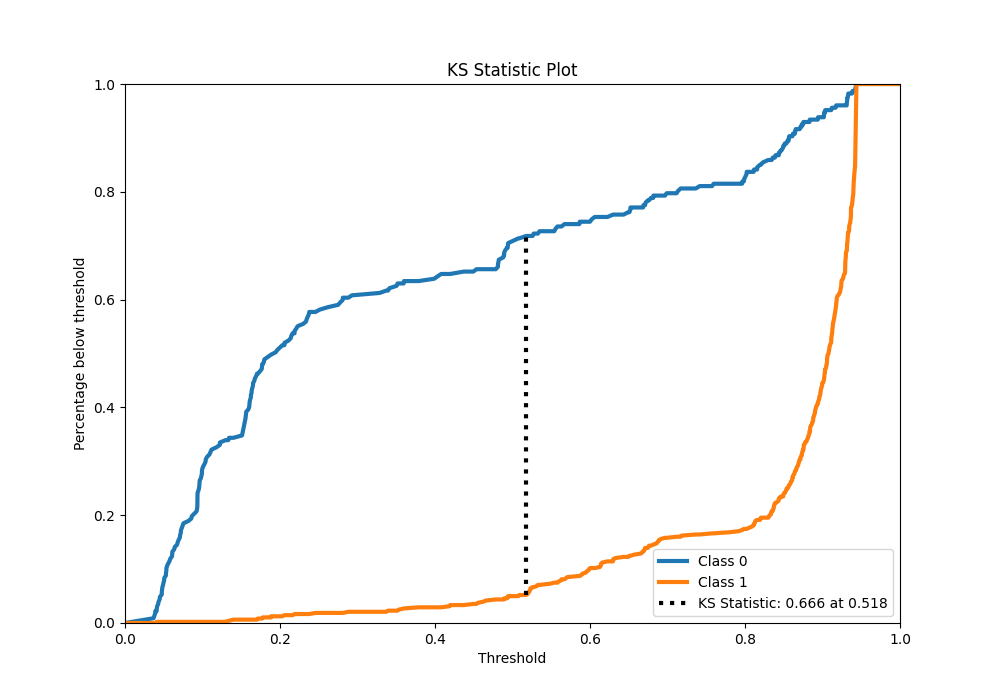 KS Statistic Plot
1.0
0.8
0.6
0.4
0.2
0.0
Percentage below threshold
0.0 0.2 0.4 0.6 0.8 1.0
Threshold
Class 0
Class 1
KS Statistic: 0.666 at 0.518